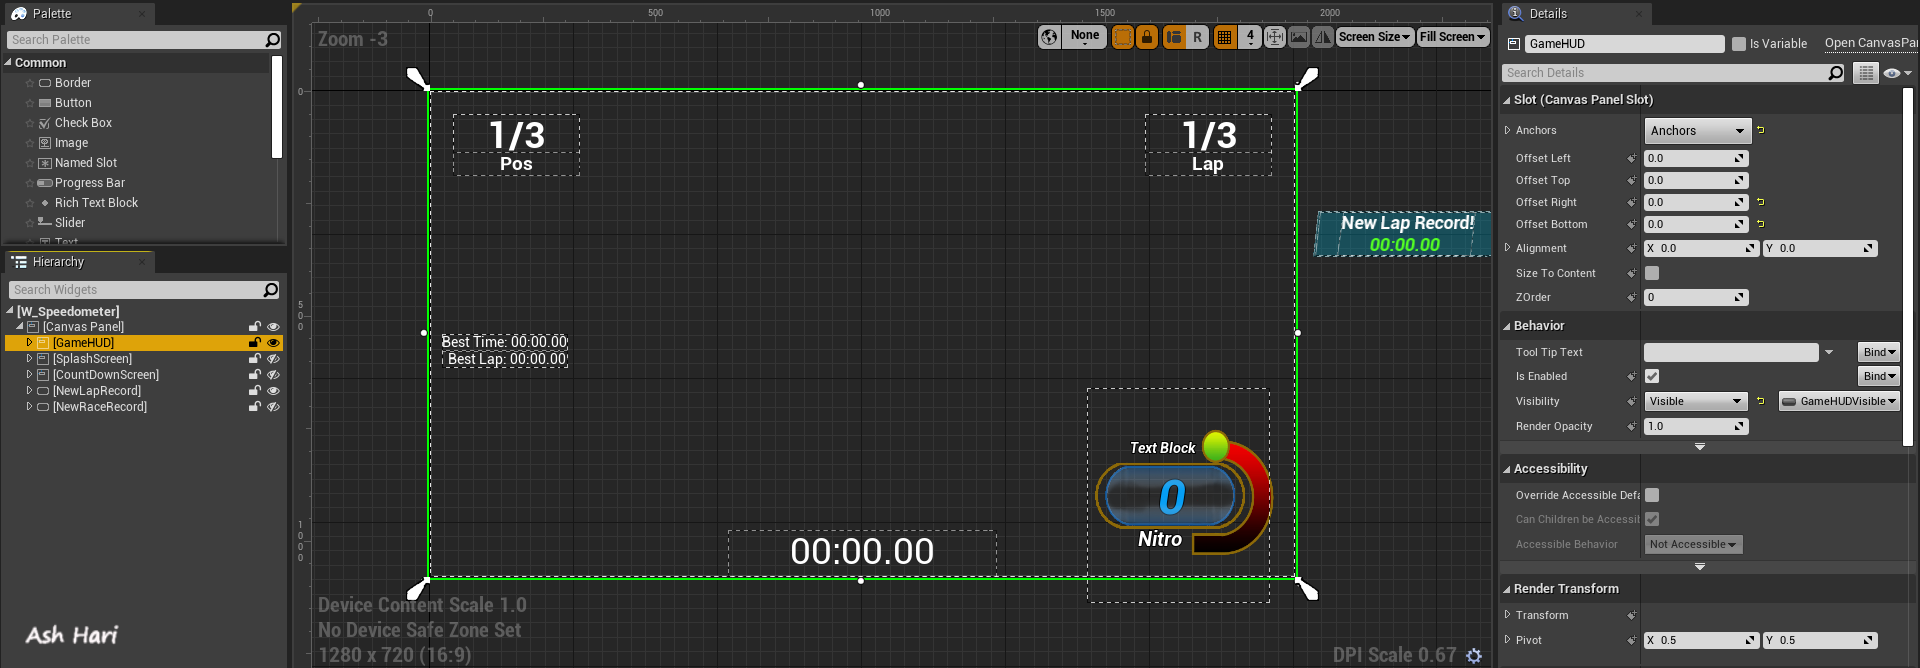 Palette
Search Palette
Common
Border
Button
Check Box
Image
Named Slot
Progress Bar
Rich Text Block
Slider
Text
Hierarchy
Search Widgets
[W_Speedometer]
[Canvas Panel]
[GameHUD]
[SplashScreen]
[CountDownScreen]
[NewLapRecord]
[NewRaceRecord]
Ash Hari
0 500 1000 1500 2000
Zoom -3
None R 4 Screen Size Fill Screen
0
500
1000
1/3
Pos
1/3
Lap
New Lap Record!
00:00.00
Best Time: 00:00.00
Best Lap: 00:00.00
Text Block
0
Nitro
00:00.00
Device Content Scale 1.0
No Device Safe Zone Set
1280 x 720 (16:9)
DPI Scale 0.67
Details
GameHUD Is Variable Open CanvasPa
Search Details
Slot (Canvas Panel Slot)
Anchors Anchors
Offset Left 0.0
Offset Top 0.0
Offset Right 0.0
Offset Bottom 0.0
Alignment X 0.0 Y 0.0
Size To Content
ZOrder 0
Behavior
Tool Tip Text Bind
Is Enabled Bind
Visibility Visible GameHUDVisible
Render Opacity 1.0
Accessibility
Override Accessible Defa
Can Children be Accessit
Accessible Behavior Not Accessible
Render Transform
Transform
Pivot X 0.5 Y 0.5